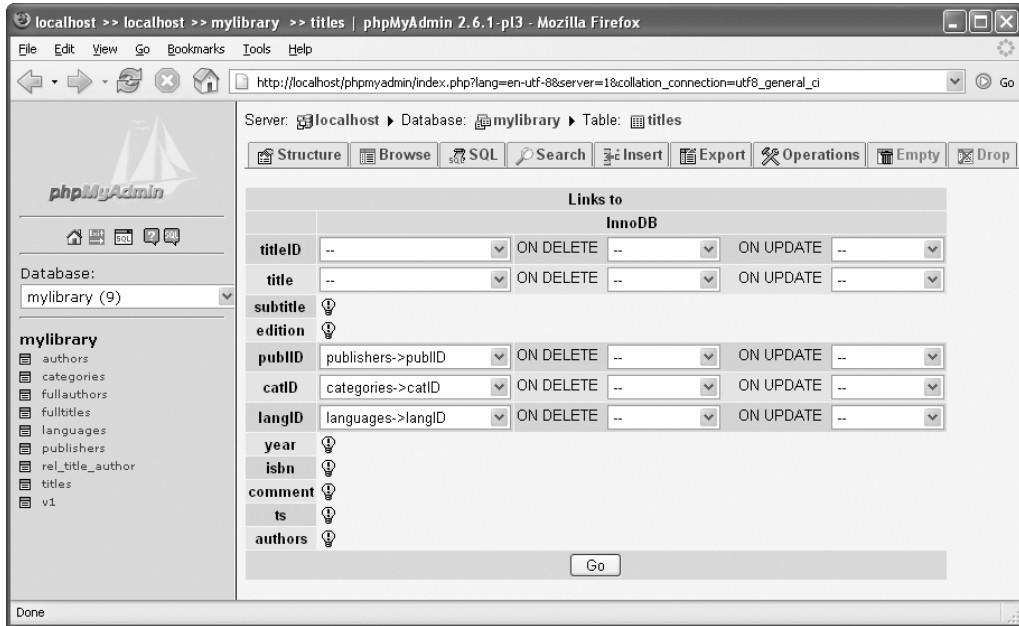 localhost >> localhost >> mylibrary >> titles | phpMyAdmin 2.6.1-pl3 - Mozilla Firefox
File Edit View Go Bookmarks Tools Help
http://localhost/phpmyadmin/index.php?lang=en-utf-8&server=1&collation_connection=utf8_general_ci Go
phpMyAdmin
SQL SQL
Database:
mylibrary (9)
mylibrary
authors
categories
fullauthors
fulltitles
languages
publishers
rel_title_author
titles
v1
Server: localhost Database: mylibrary Table: titles
Structure Browse SQL Search Insert Export Operations Empty Drop
Links to
InnoDB
titleID -- ON DELETE -- ON UPDATE --
title -- ON DELETE -- ON UPDATE --
subtitle
edition
publID publishers->publID ON DELETE -- ON UPDATE --
catID categories->catID ON DELETE -- ON UPDATE --
langID languages->langID ON DELETE -- ON UPDATE --
year
isbn
comment
ts
authors
Go
Done